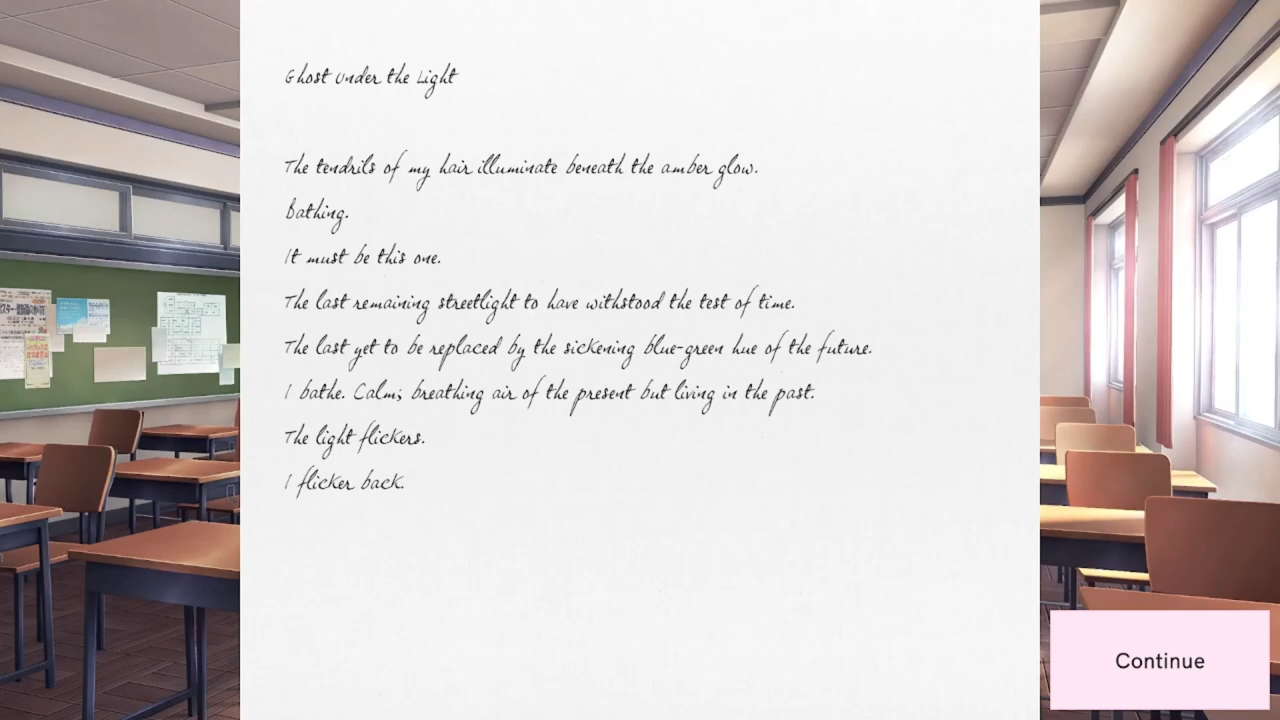 Ghost Under the Light
The tendrils of my hair illuminate beneath the amber glow.
Bathing.
It must be this one.
The last remaining streetlight to have withstood the test of time.
The last yet to be replaced by the sickening blue-green hue of the future.
I bathe. Calm; breathing air of the present but living in the past.
The light flickers.
I flicker back.
Continue